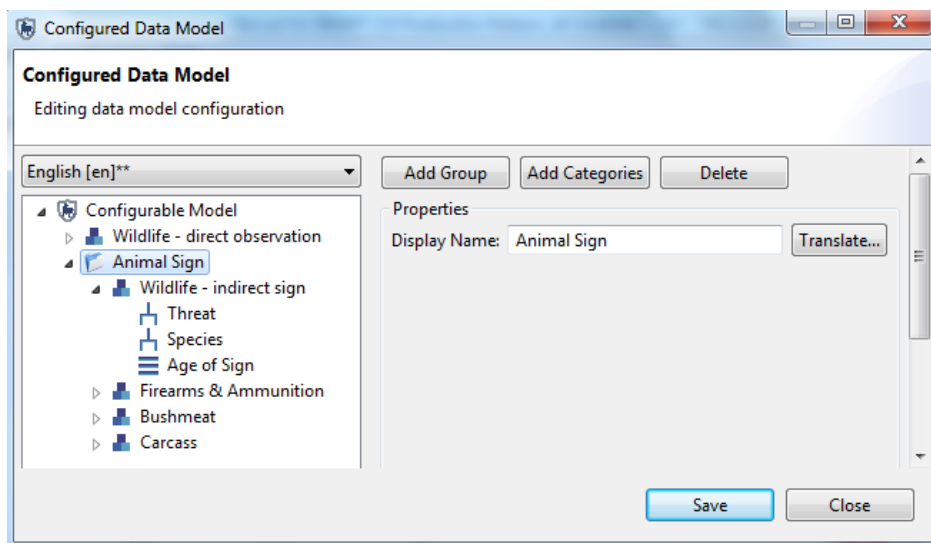 Configured Data Model
Configured Data Model
Editing data model configuration
English [en]**
Add Group Add Categories Delete
Configurable Model
Wildlife - direct observation
Animal Sign
Wildlife - indirect sign
Threat
Species
Age of Sign
Firearms & Ammunition
Bushmeat
Carcass
Properties
Display Name: Animal Sign Translate...
Save Close